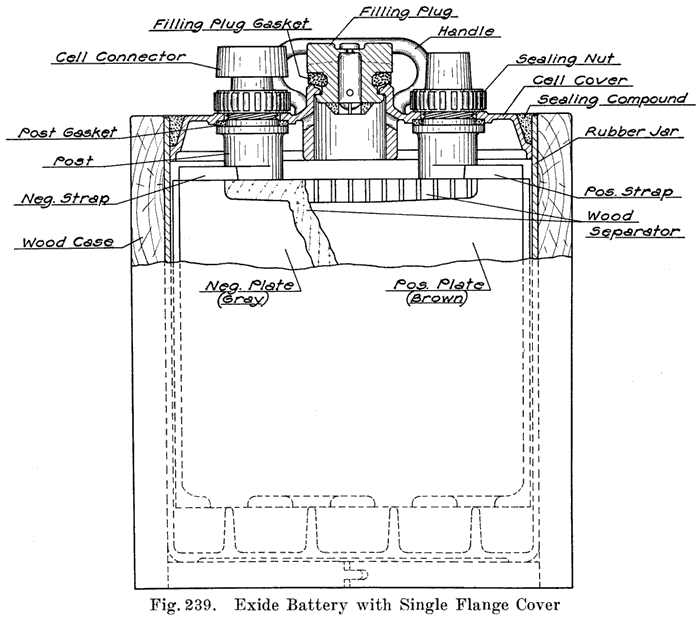 Filling Plug
Filling Plug Gasket
Handle
Cell Connector
Sealing Nut
Cell Cover
Sealing Compound
Post Gasket
Rubber Jar
Post
Neg. Strap
Pos. Strap
Wood
Separator
Wood Case
Neg. Plate
(Gray)
Pos. Plate
(Brown)
Fig. 239. Exide Battery with Single Flange Cover